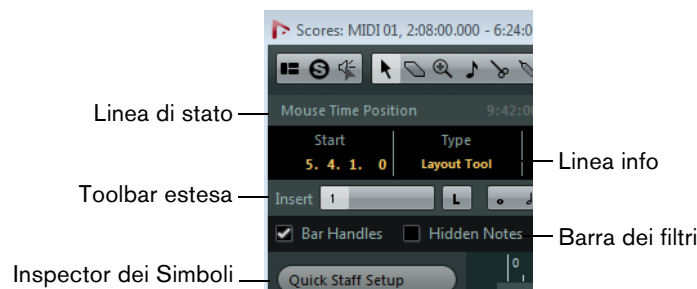 Scores: MIDI 01, 2:08:00.000 - 6:24:0
Linea di stato
Mouse Time Position 9:42:0
Start Type
5. 4. 1. 0 Layout Tool
Linea info
Toolbar estesa
Insert 1 L
Bar Handles Hidden Notes
Barra dei filtri
Inspector dei Simboli
Quick Staff Setup
0